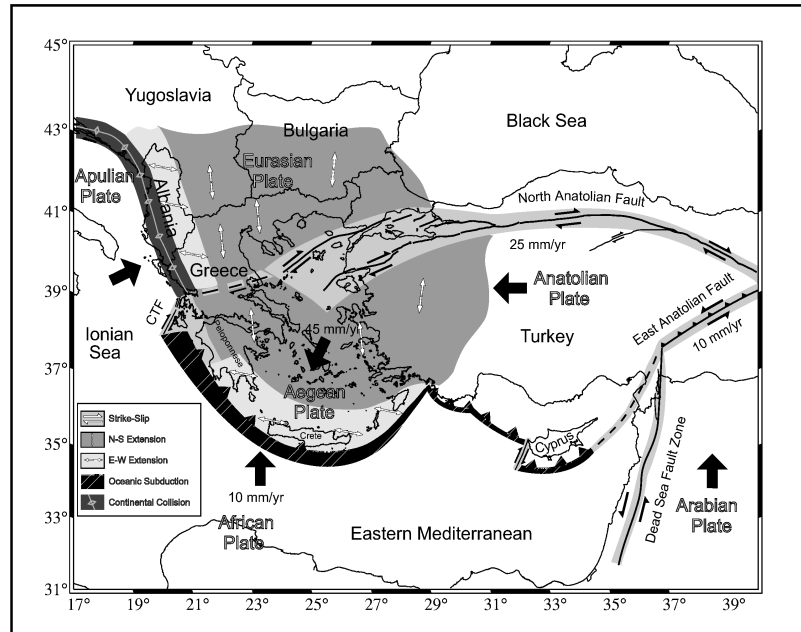 45°
43°
41°
39°
37°
35°
33°
31°
17°
19°
21°
23°
25°
27°
29°
31°
33°
35°
37°
39°
Yugoslavia
Bulgaria
Black Sea
Eurasian
Plate
Apulian
Plate
Albania
North Anatolian Fault
25 mm/yr
Greece
Anatolian
Plate
East Anatolian Fault
10 mm/yr
CTF
Ionian
Sea
Peloponnese
45 mm/yr
Turkey
Aegean
Plate
Crete
Cyprus
Strike-Slip
N-S Extension
E-W Extension
Oceanic Subduction
Continental Collision
10 mm/yr
African
Plate
Eastern Mediterranean
Dead Sea Fault Zone
Arabian
Plate